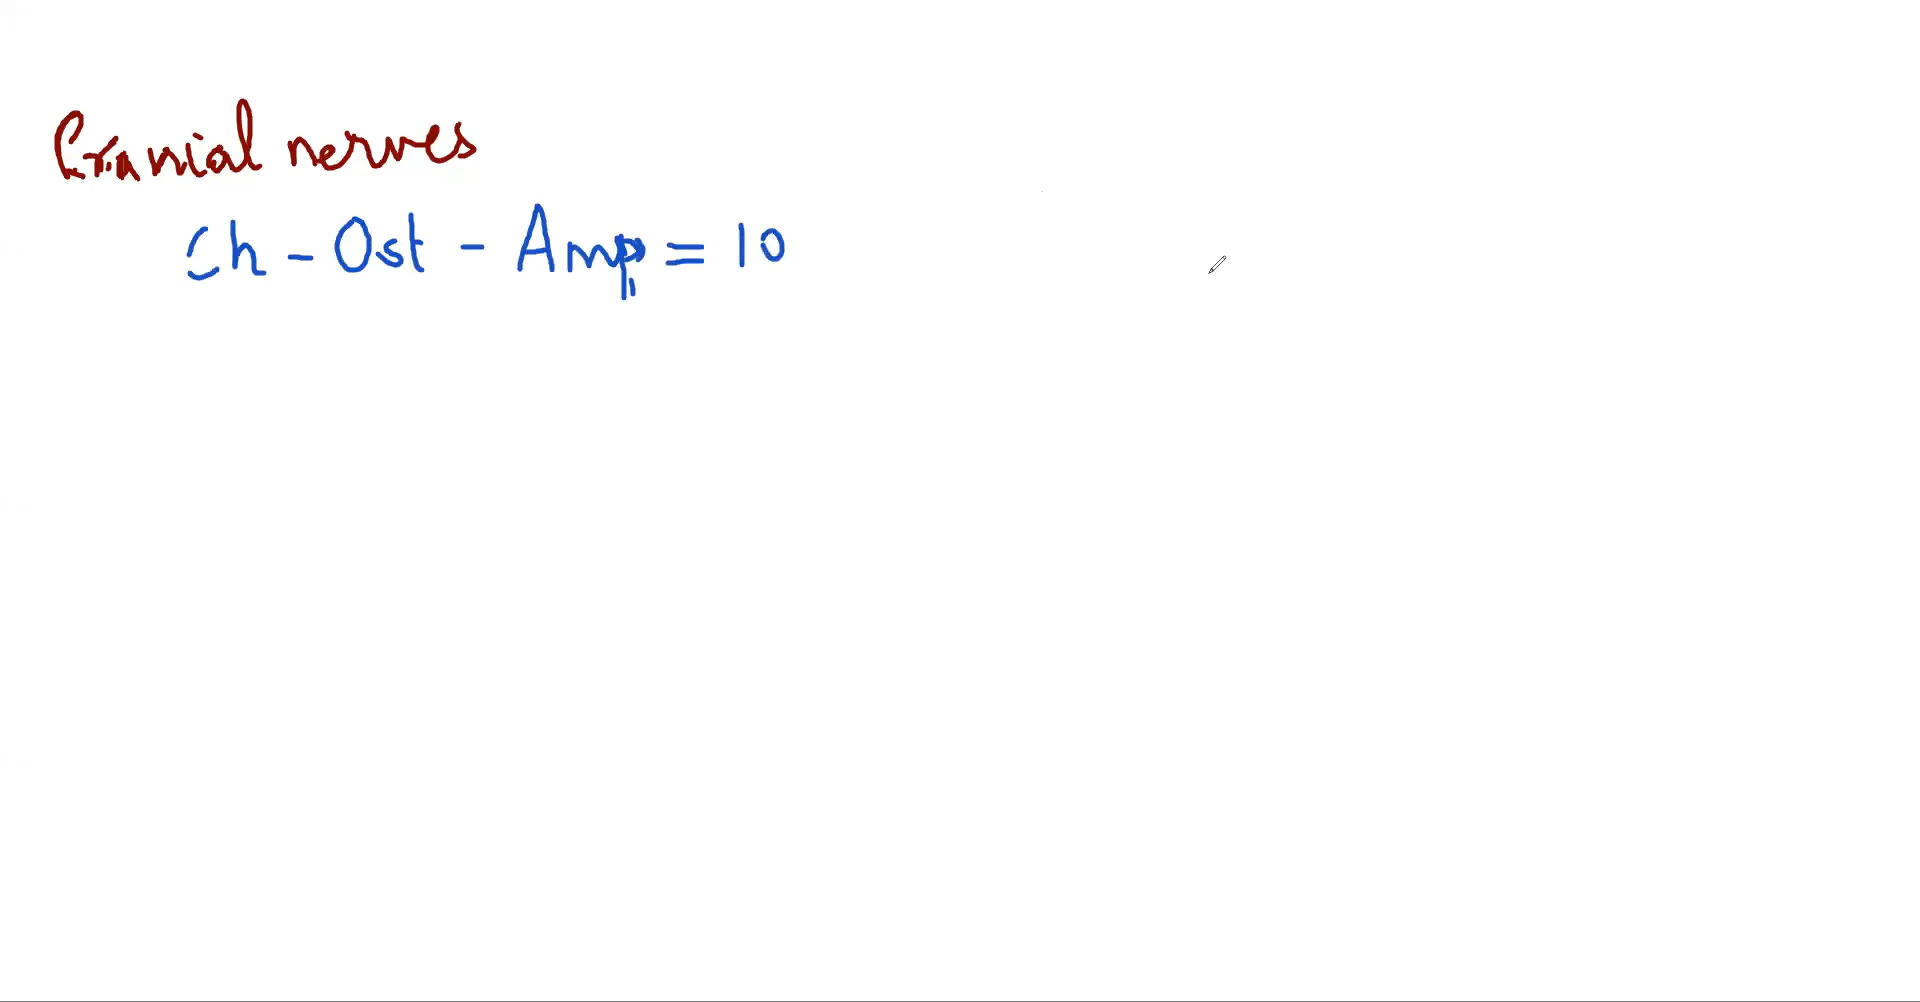 Cranial nerves
Ch - Ost - Amp = 10